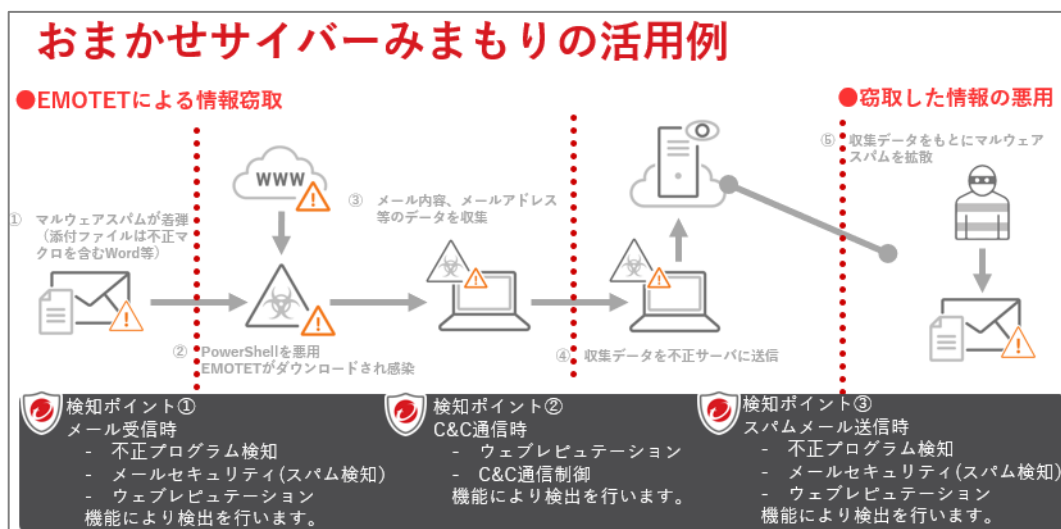 おまかせサイバーみまもりの活用例
●EMOTETによる情報窃取
●窃取した情報の悪用
⑤ 収集データをもとにマルウェア
スパムを拡散
WWW
③ メール内容、メールアドレス
等のデータを収集
① マルウェアスパムが着弾
（添付ファイルは不正マ
クロを含むWord等）
② PowerShellを悪用
EMOTETがダウンロードされ感染
④ 収集データを不正サーバに送信
検知ポイント①
メール受信時
- 不正プログラム検知
- メールセキュリティ(スパム検知)
- ウェブレピュテーション
機能により検出を行います。
検知ポイント②
C&C通信時
- ウェブレピュテーション
- C&C通信制御
機能により検出を行います。
検知ポイント③
スパムメール送信時
- 不正プログラム検知
- メールセキュリティ(スパム検知)
- ウェブレピュテーション
機能により検出を行います。